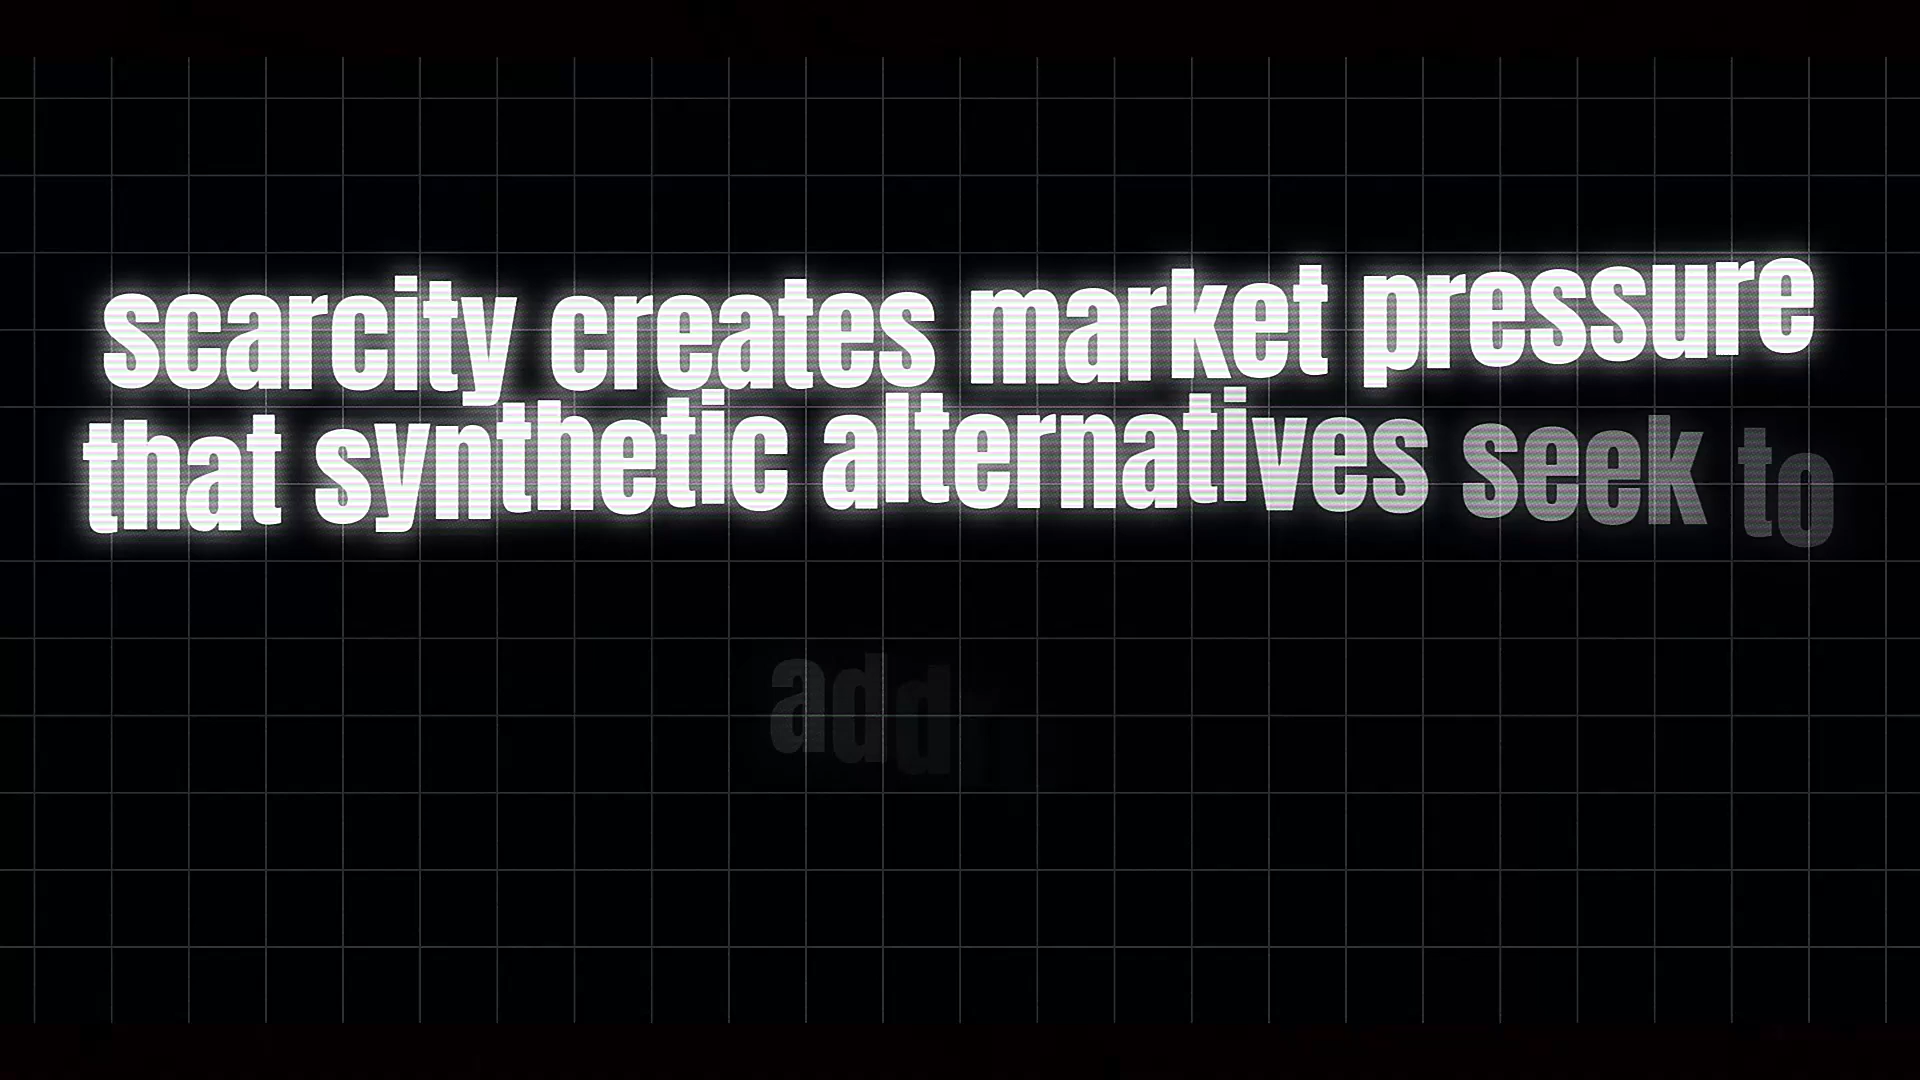 scarcity creates market pressure
that synthetic alternatives seek to